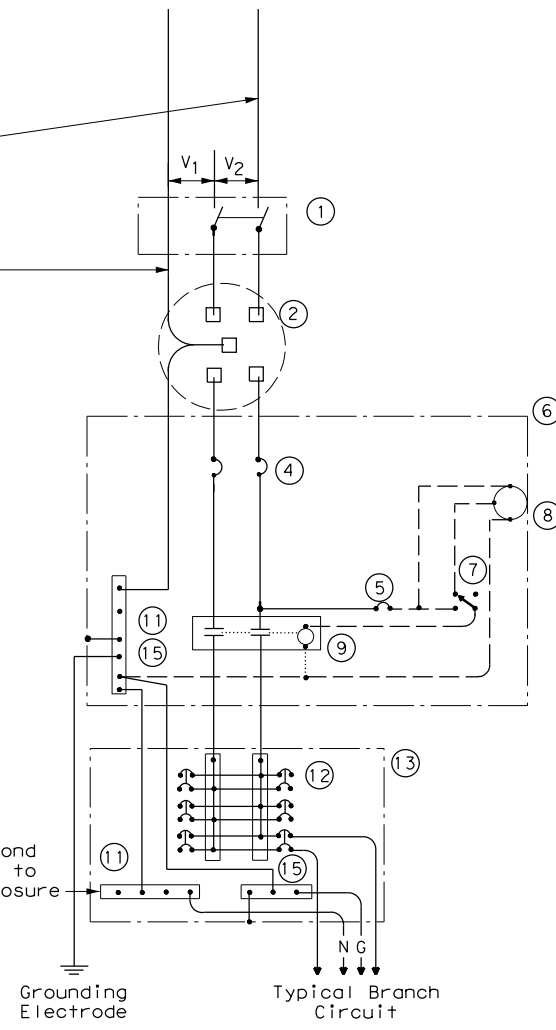 V1 V2
1
2
6
4
8
7
5
11
9
15
13
12
ond
to
osure
11
15
N G
Grounding
Electrode
Typical Branch
Circuit